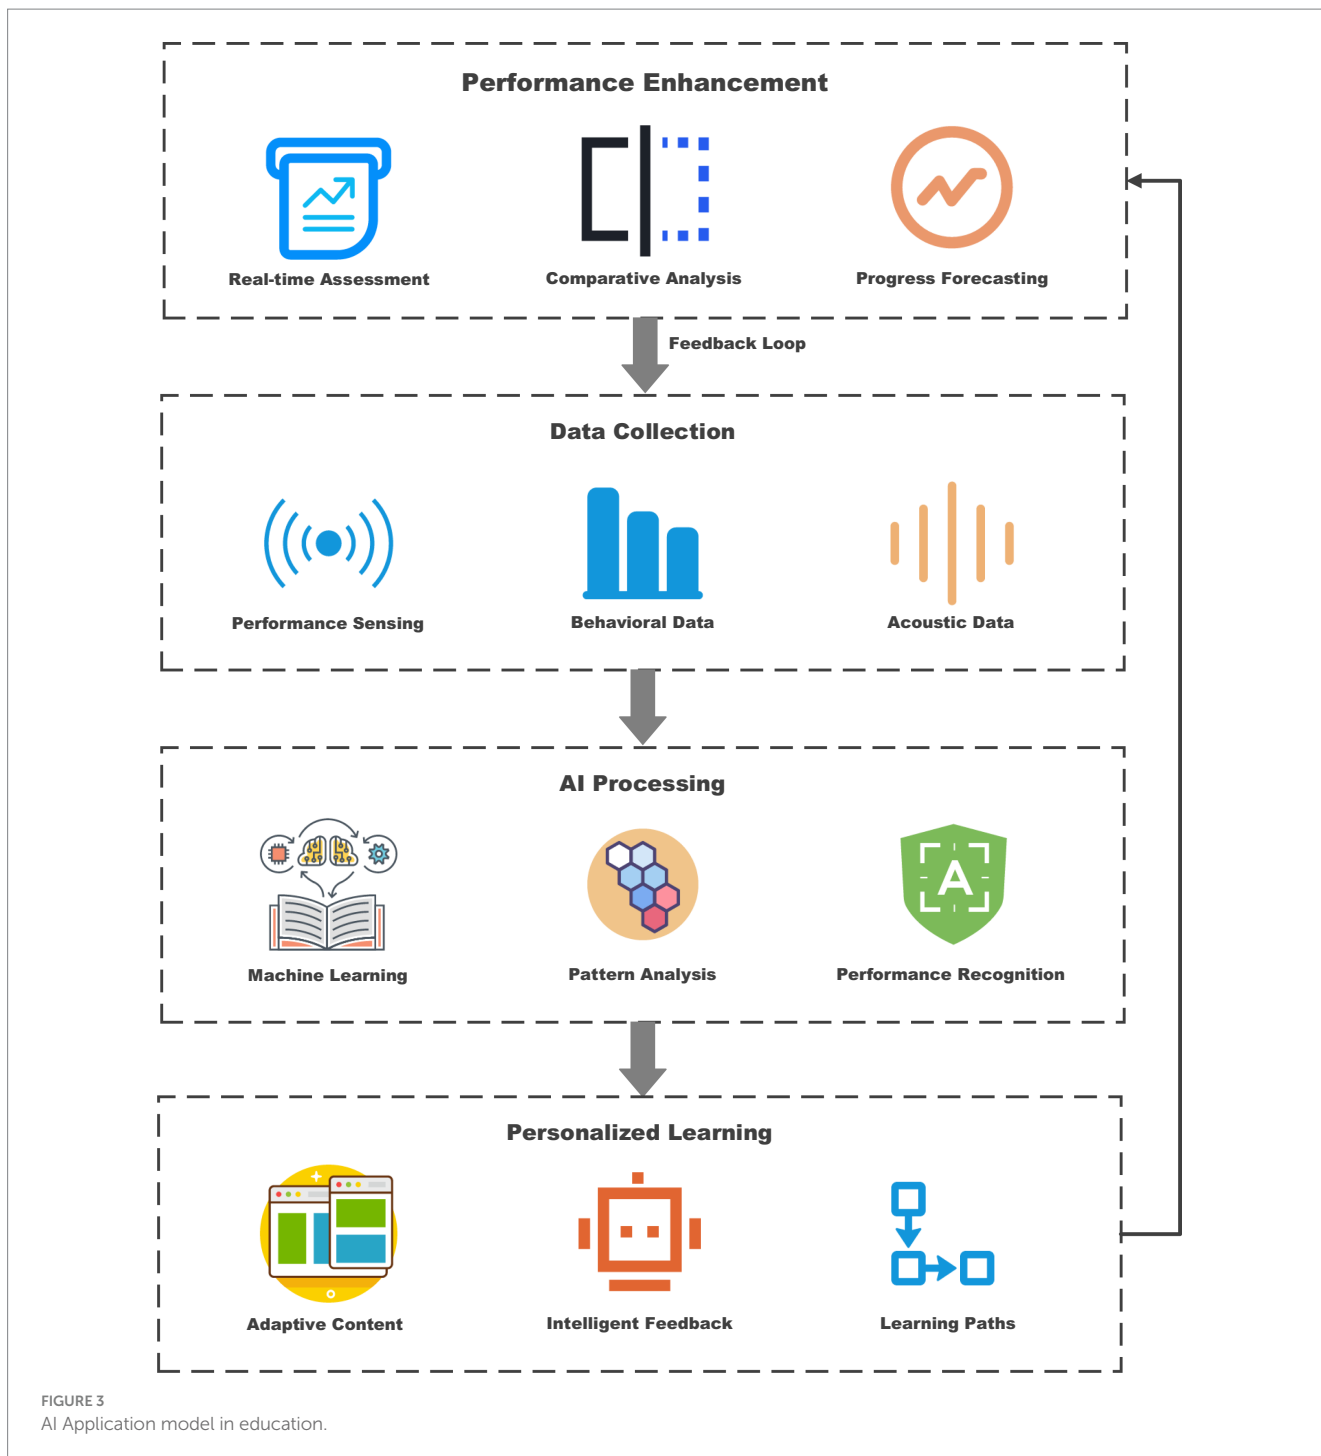 Performance Enhancement
Real-time Assessment
Comparative Analysis
Progress Forecasting
Feedback Loop
Data Collection
Performance Sensing
Behavioral Data
Acoustic Data
AI Processing
A
Machine Learning
Pattern Analysis
Performance Recognition
Personalized Learning
Adaptive Content
Intelligent Feedback
Learning Paths
FIGURE 3
AI Application model in education.